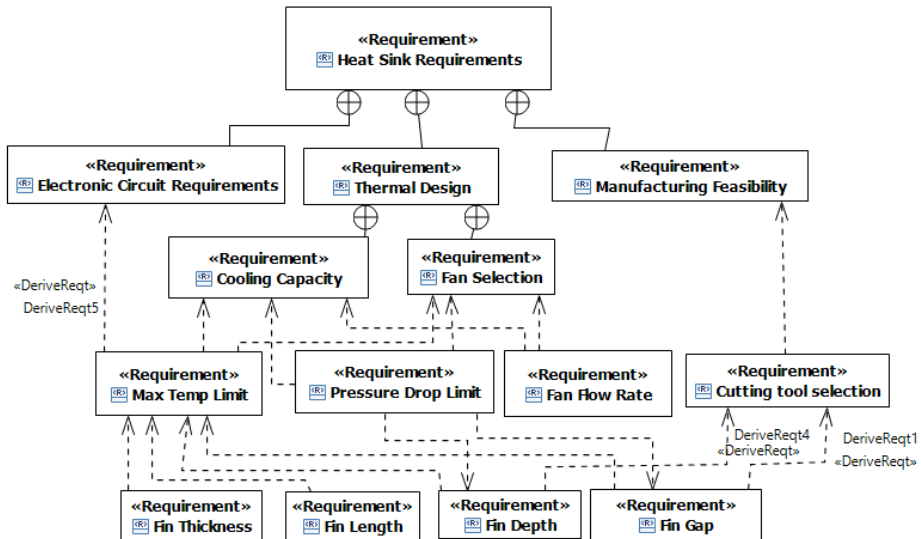 «Requirement»
Heat Sink Requirements
«Requirement»
Electronic Circuit Requirements
«Requirement»
Thermal Design
«Requirement»
Manufacturing Feasibility
«Requirement»
Cooling Capacity
«Requirement»
Fan Selection
«DeriveReqt»
DeriveReqt5
«Requirement»
Max Temp Limit
«Requirement»
Pressure Drop Limit
«Requirement»
Fan Flow Rate
«Requirement»
Cutting tool selection
DeriveReqt4
«DeriveReqt»
DeriveReqt1
«DeriveReqt»
«Requirement»
Fin Thickness
«Requirement»
Fin Length
«Requirement»
Fin Depth
«Requirement»
Fin Gap